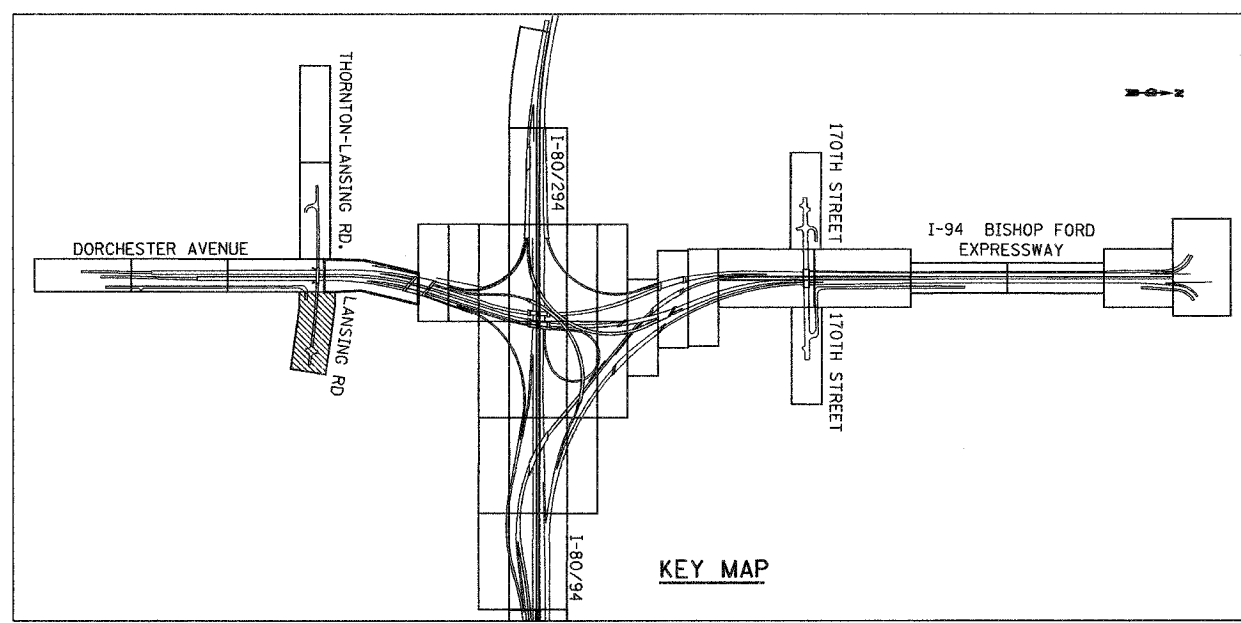 THORNTON-LANSING RD.
I-80/294
170TH STREET
DORCHESTER AVENUE
I-94 BISHOP FORD
EXPRESSWAY
LANSING RD
170TH STREET
I-80/94
KEY MAP
N